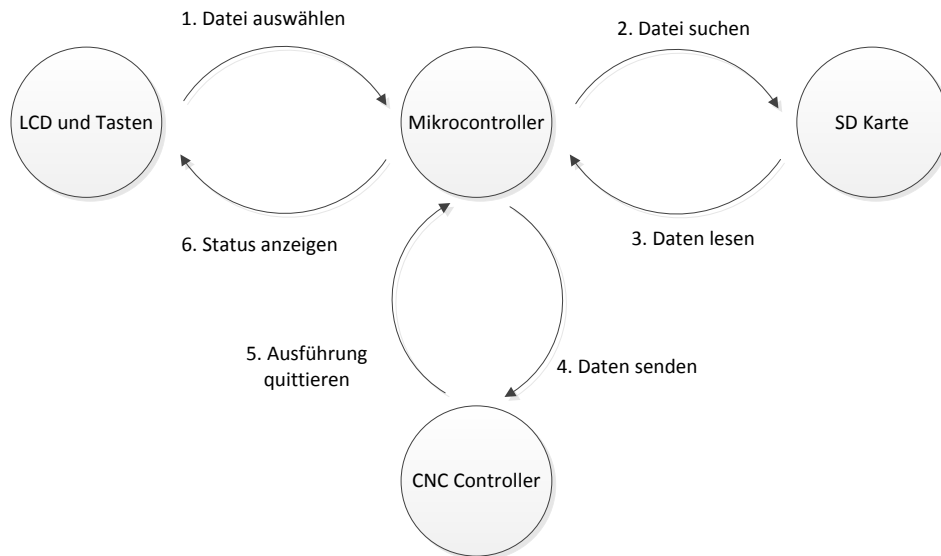 1. Datei auswählen
2. Datei suchen
LCD und Tasten
Mikrocontroller
SD Karte
6. Status anzeigen
3. Daten lesen
5. Ausführung
quittieren
4. Daten senden
CNC Controller